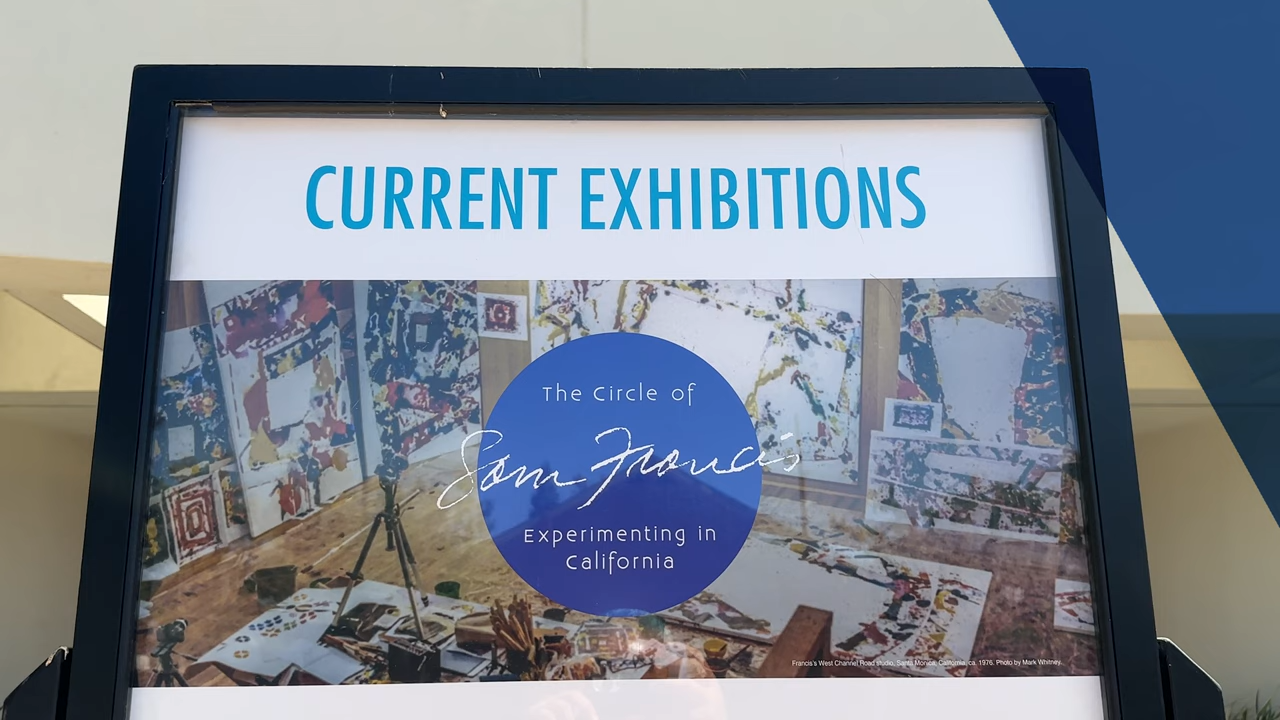 CURRENT EXHIBITIONS
The Circle of
Sam Francis
Experimenting in
California
Francis's West Channel Road studio, Santa Monica, California, ca. 1976. Photo by Mark Whitney.